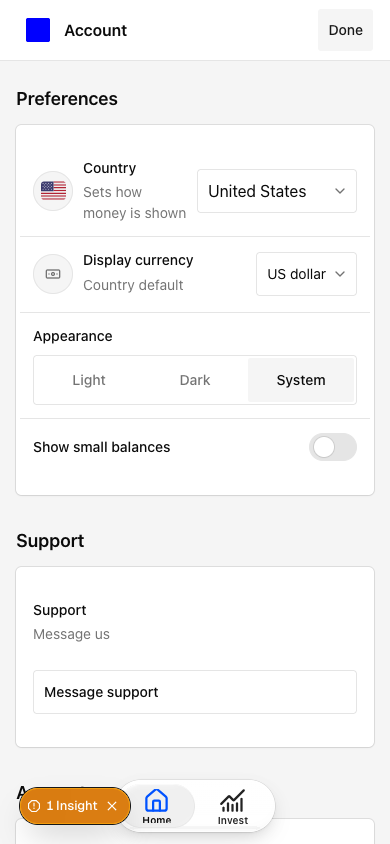 Account
Done
Preferences
Country
Sets how
money is shown
United States
Display currency
Country default
US dollar
Appearance
Light
Dark
System
Show small balances
Support
Support
Message us
Message support
1 Insight
Home
Invest